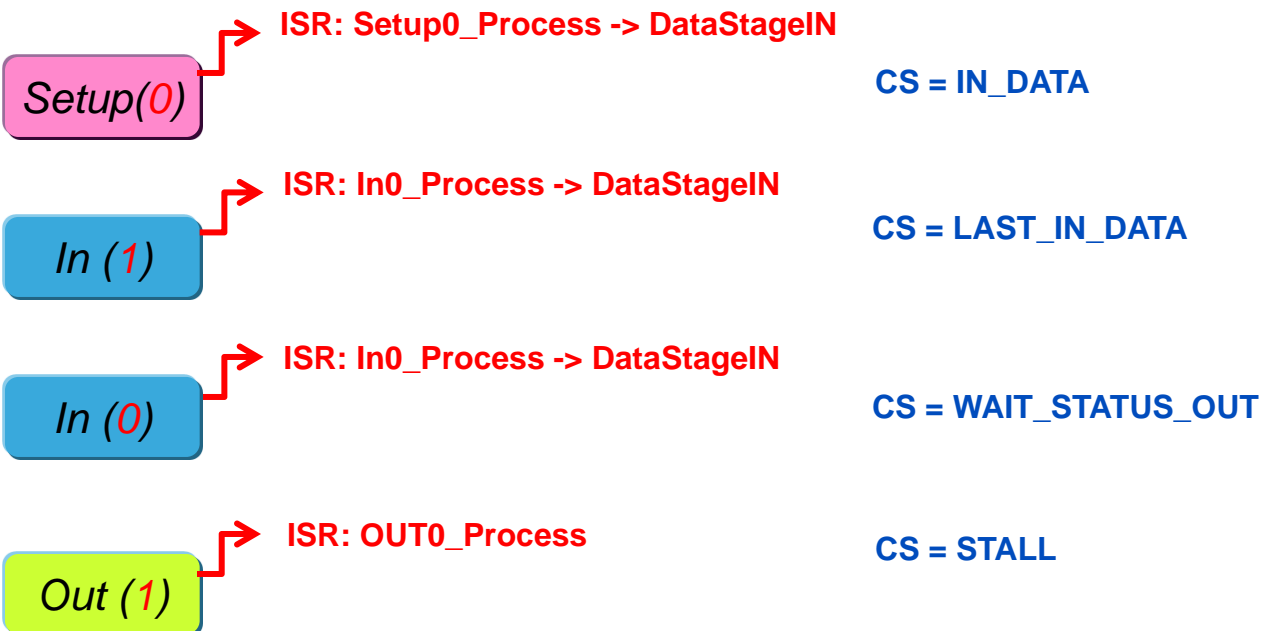 ISR: Setup0_Process -> DataStageIN
Setup(0)
CS = IN_DATA
ISR: In0_Process -> DataStageIN
In (1)
CS = LAST_IN_DATA
ISR: In0_Process -> DataStageIN
In (0)
CS = WAIT_STATUS_OUT
ISR: OUT0_Process
Out (1)
CS = STALL